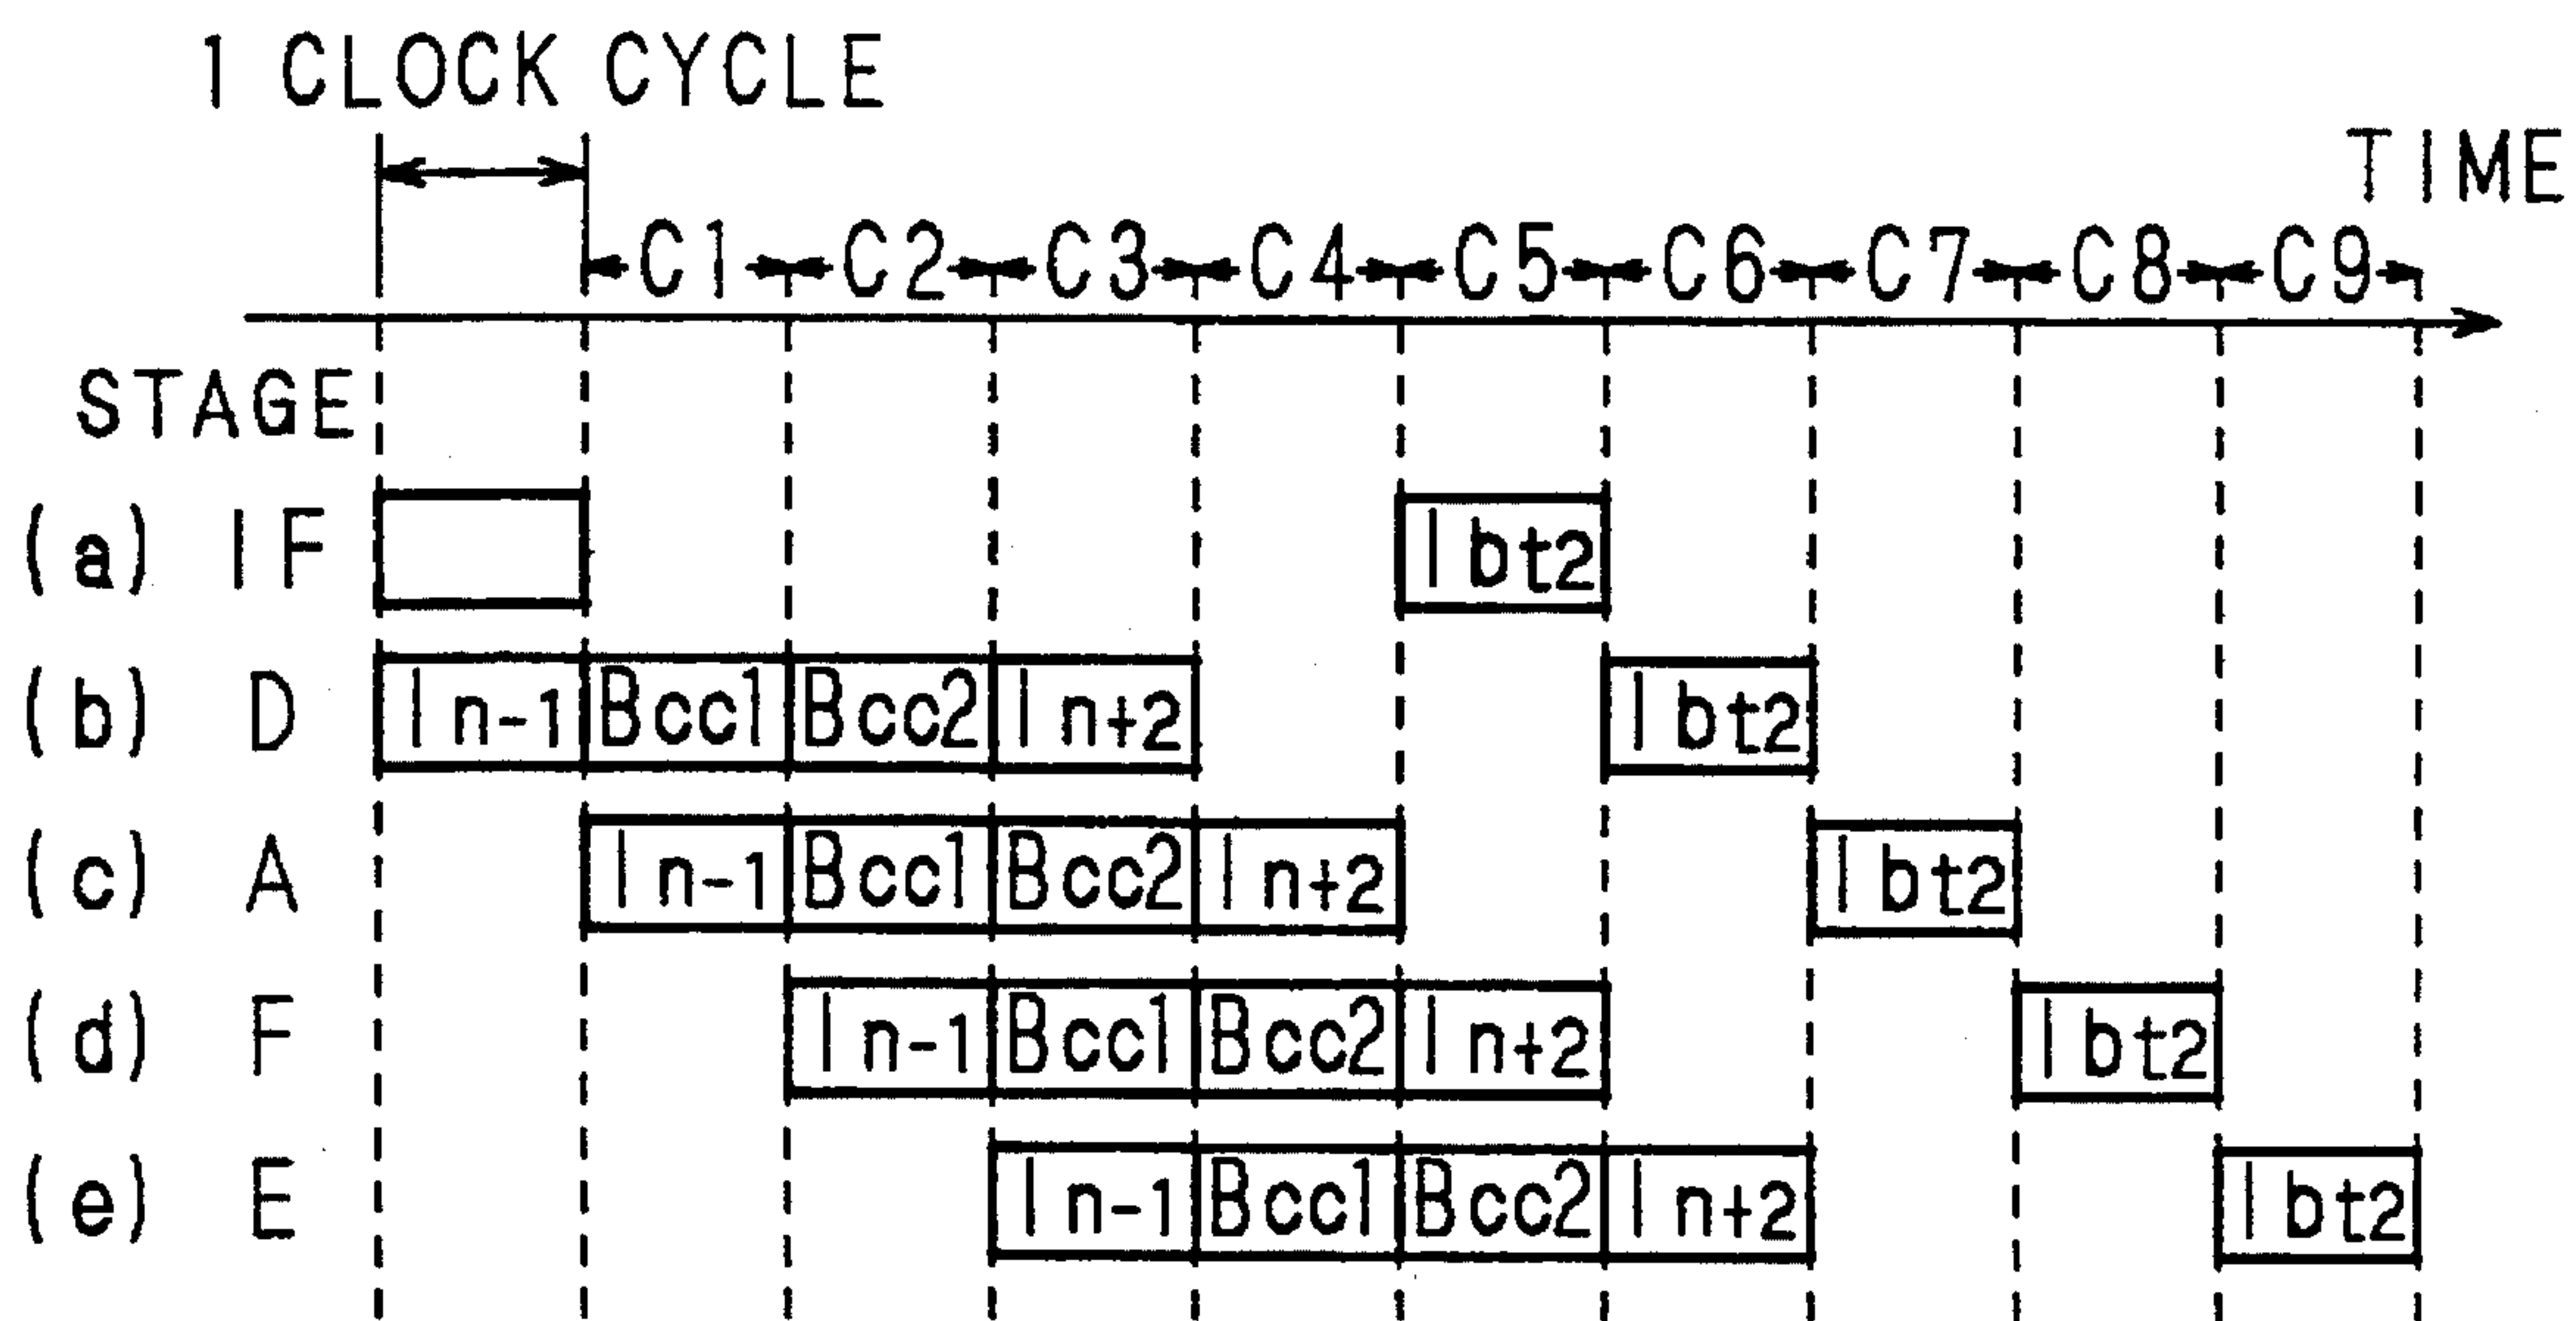 1 CLOCK CYCLE
TIME
C1 C2 C3 C4 C5 C6 C7 C8 C9
STAGE
(a) IF Ibt2
(b) D In-1 Bcc1 Bcc2 In+2 Ibt2
(c) A In-1 Bcc1 Bcc2 In+2 Ibt2
(d) F In-1 Bcc1 Bcc2 In+2 Ibt2
(e) E In-1 Bcc1 Bcc2 In+2 Ibt2